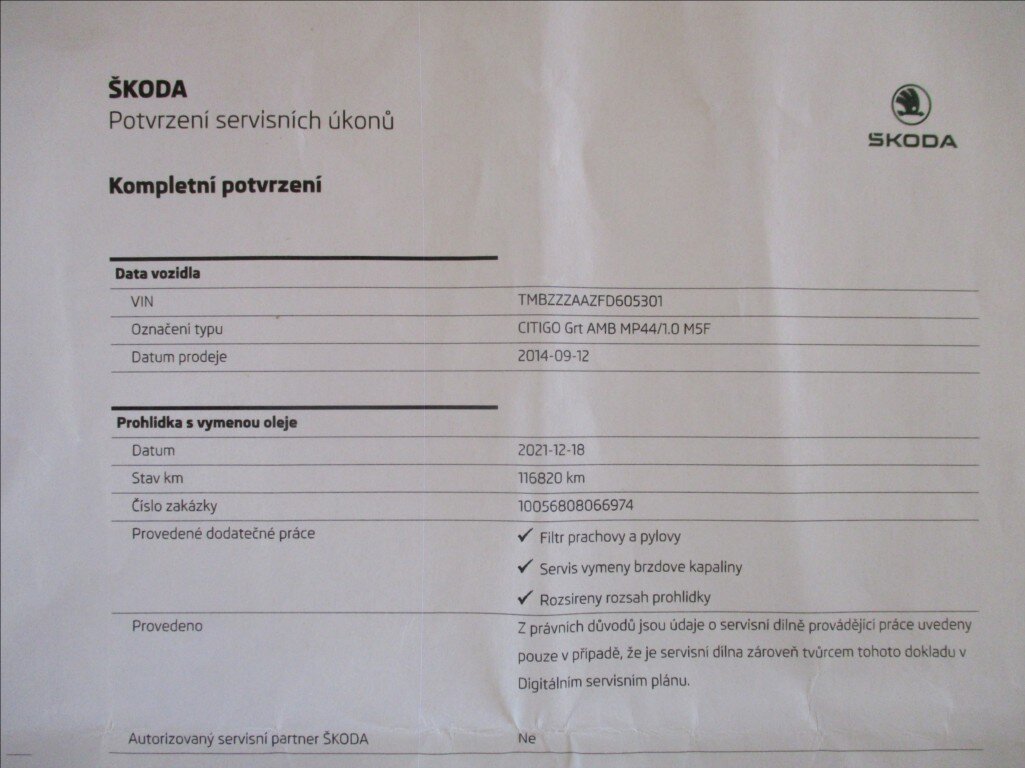 ŠKODA
Potvrzení servisních úkonů
ŠKODA
Kompletní potvrzení
Data vozidla
VIN TMBZZZAAZFD605301
Označení typu CITIGO Grt AMB MP44/1.0 M5F
Datum prodeje 2014-09-12
Prohlidka s vymenou oleje
Datum 2021-12-18
Stav km 116820 km
Číslo zakázky 10056808066974
Provedené dodatečné práce ✓ Filtr prachovy a pylovy
✓ Servis vymeny brzdove kapaliny
✓ Rozsireny rozsah prohlidky
Provedeno Z právních důvodů jsou údaje o servisní dílně provádějící práce uvedeny
pouze v případě, že je servisní dílna zároveň tvůrcem tohoto dokladu v
Digitálním servisním plánu.
Autorizovaný servisní partner ŠKODA Ne